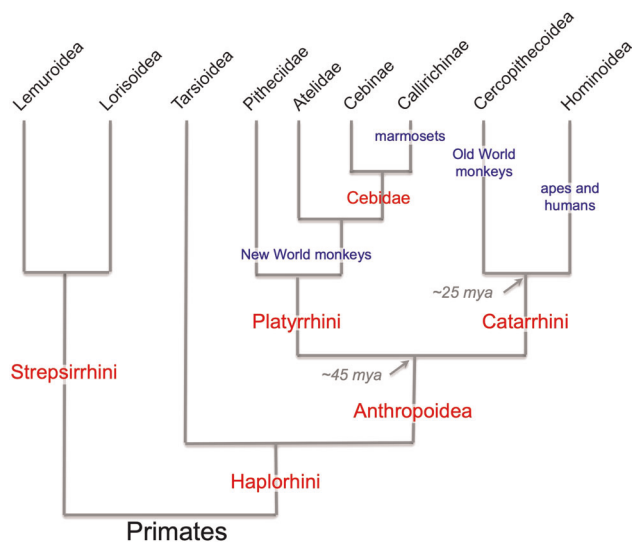 Lemuroidea
Lorisoidea
Tarsioidea
Pitheciidae
Atelidae
Cebinae
Callirichinae
Cercopithecoidea
Hominoidea
marmosets
Old World
monkeys
apes and
humans
Cebidae
New World monkeys
~25 mya
Platyrrhini
Catarrhini
Strepsirrhini
~45 mya
Anthropoidea
Haplorhini
Primates